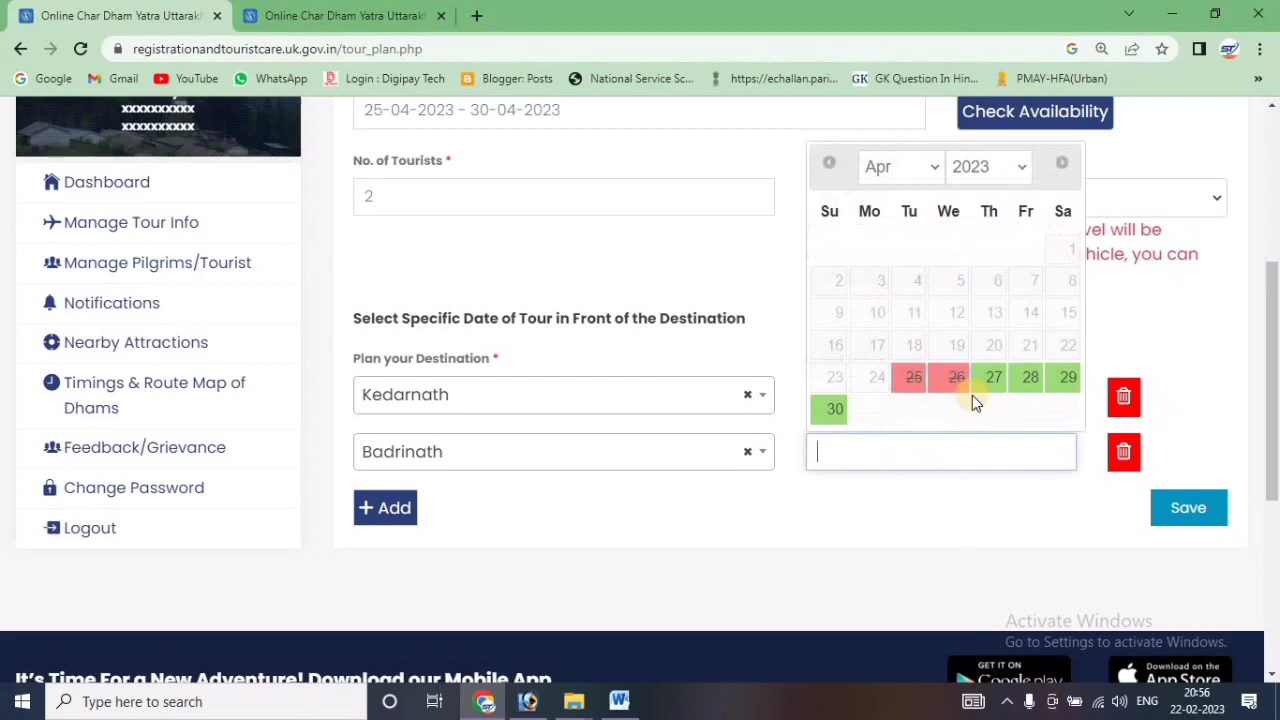 Online Char Dham Yatra Uttarakh
Online Char Dham Yatra Uttarakh
registrationandtouristcare.uk.gov.in/tour_plan.php
Google
Gmail
YouTube
WhatsApp
Login : Digipay Tech
Blogger: Posts
National Service Sc...
https://echallan.pari...
GK Question In Hin...
PMAY-HFA(Urban)
»
xxxxxxxxxx
xxxxxxxxxx
Dashboard
Manage Tour Info
Manage Pilgrims/Tourist
Notifications
Nearby Attractions
Timings & Route Map of
Dhams
Feedback/Grievance
Change Password
Logout
25-04-2023 - 30-04-2023
Check Availability
No. of Tourists *
2
vel will be
hicle, you can
Apr 2023
Su Mo Tu We Th Fr Sa
1
2 3 4 5 6 7 8
9 10 11 12 13 14 15
16 17 18 19 20 21 22
23 24 25 26 27 28 29
30
Select Specific Date of Tour in Front of the Destination
Plan your Destination *
Kedarnath
Badrinath
+ Add
Save
Activate Windows
Go to Settings to activate Windows.
It's Time For a New Adventure! Download our Mobile App
GET IT ON
Google play
Download on the
App Store
Type here to search
ENG
20:56
22-02-2023